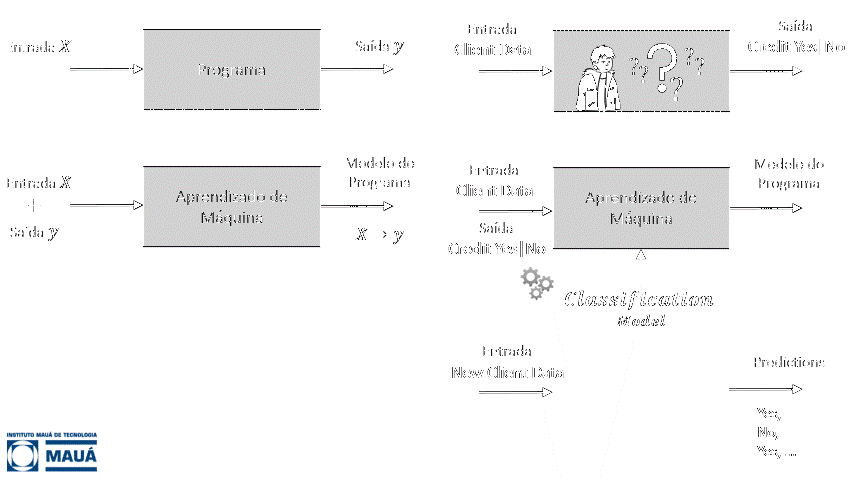 Entrada X
Programa
Saída y
Entrada
Client Data
??
?
??
?
Saída
Credit Yes|No
Entrada X
+
Saída y
Aprendizado de
Máquina
Modelo do
Programa
X → y
Entrada
Client Data
Saída
Credit Yes|No
Aprendizado de
Máquina
Modelo do
Programa
Classification
Model
Entrada
New Client Data
Predictions
Yes,
No,
Yes, ...
INSTITUTO MAUÁ DE TECNOLOGIA
MAUÁ